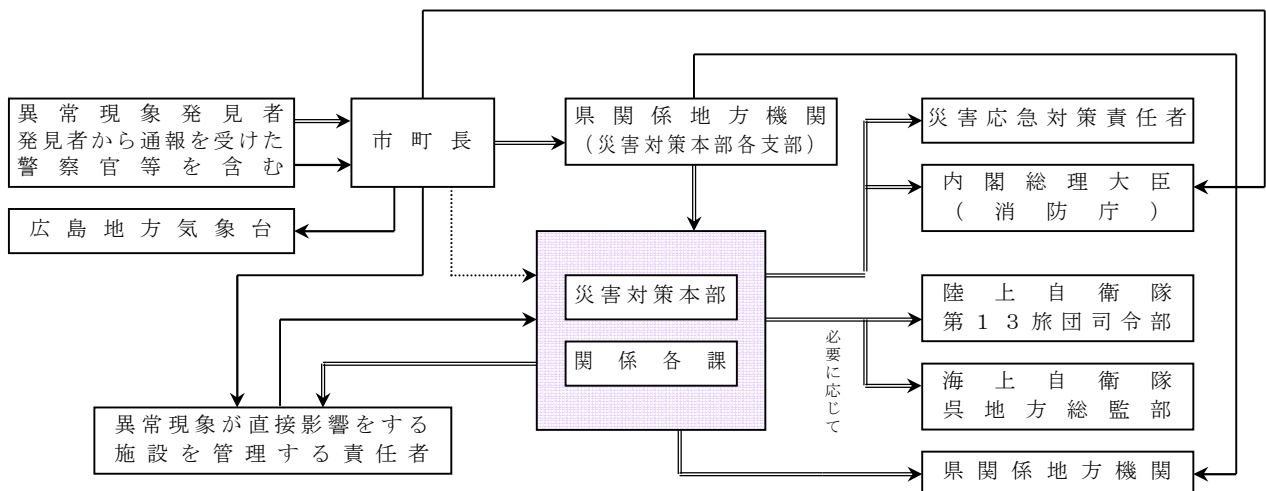 異常現象発見者
発見者から通報を受けた
警察官等を含む
市町長
県関係地方機関
（災害対策本部各支部）
災害応急対策責任者
内閣総理大臣
（消防庁）
広島地方気象台
災害対策本部
関係各課
陸上自衛隊
第１３旅団司令部
必要に応じて
海上自衛隊
呉地方総監部
異常現象が直接影響をする
施設を管理する責任者
県関係地方機関